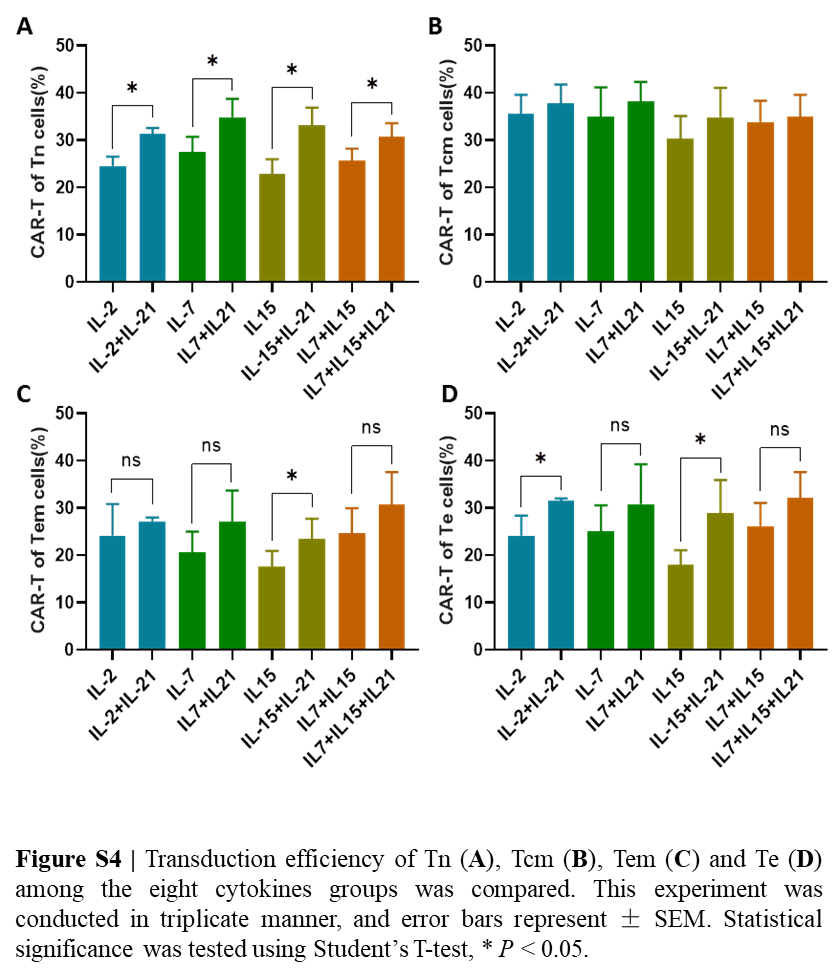 A
CAR-T of Tn cells(%)
50
40
30
20
10
0
*
*
*
*
IL-2
IL-2+IL-21
IL-7
IL7+IL21
IL15
IL-15+IL-21
IL7+IL15
IL7+IL15+IL21
B
CAR-T of Tcm cells(%)
50
40
30
20
10
0
IL-2
IL-2+IL-21
IL-7
IL7+IL21
IL15
IL-15+IL-21
IL7+IL15
IL7+IL15+IL21
C
CAR-T of Tem cells(%)
50
40
30
20
10
0
ns
ns
*
ns
IL-2
IL-2+IL-21
IL-7
IL7+IL21
IL15
IL-15+IL-21
IL7+IL15
IL7+IL15+IL21
D
CAR-T of Te cells(%)
50
40
30
20
10
0
*
ns
*
ns
IL-2
IL-2+IL-21
IL-7
IL7+IL21
IL15
IL-15+IL-21
IL7+IL15
IL7+IL15+IL21
Figure S4 | Transduction efficiency of Tn (A), Tcm (B), Tem (C) and Te (D)
among the eight cytokines groups was compared. This experiment was
conducted in triplicate manner, and error bars represent ± SEM. Statistical
significance was tested using Student’s T-test, * P < 0.05.